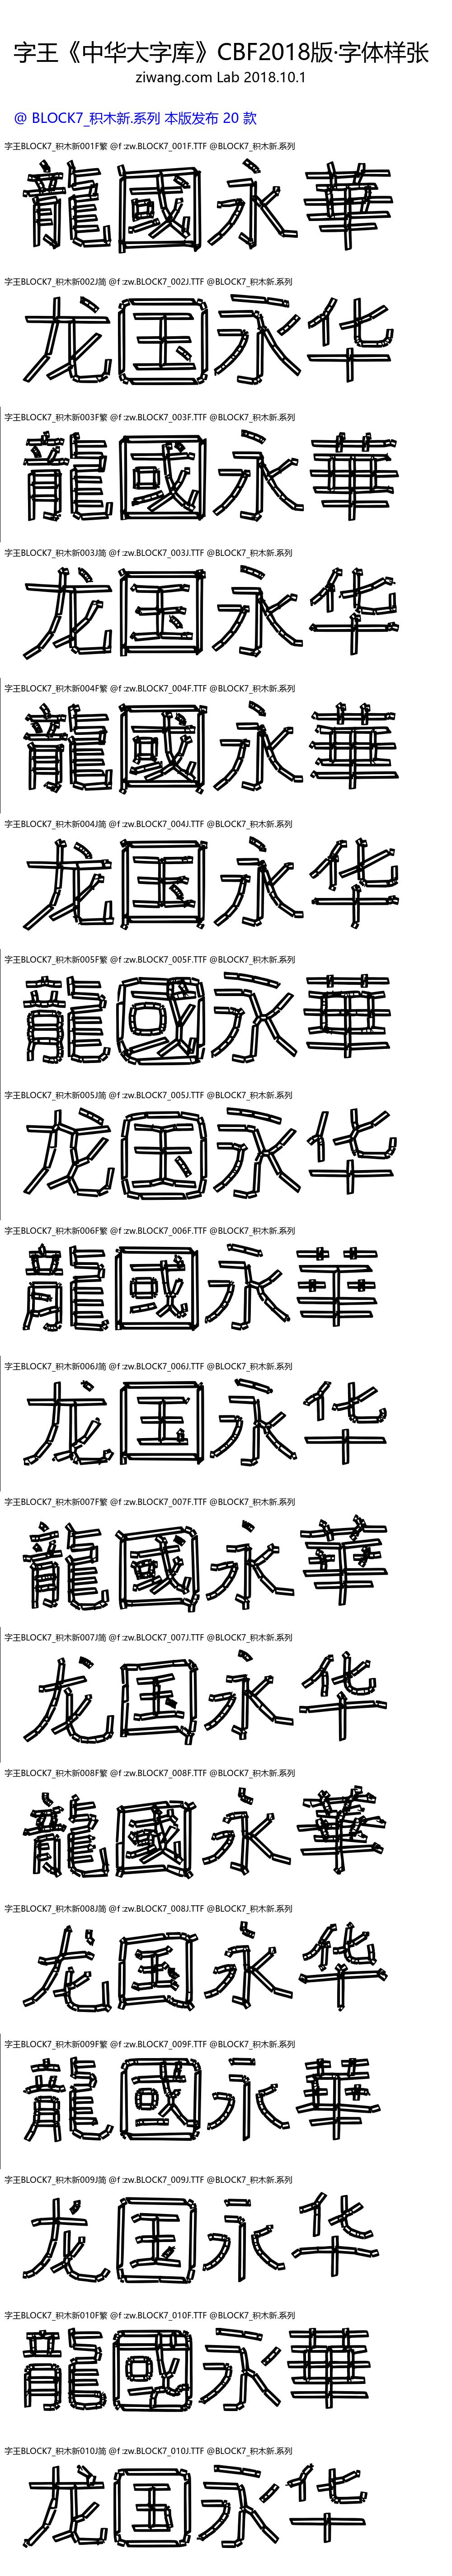 字王《中华大字库》CBF2018版·字体样张
ziwang.com Lab 2018.10.1
@ BLOCK7_积木新.系列 本版发布 20 款
字王BLOCK7_积木新001F繁 @f :zw.BLOCK7_001F.TTF @BLOCK7_积木新.系列
龍國永華
字王BLOCK7_积木新002J简 @f :zw.BLOCK7_002J.TTF @BLOCK7_积木新.系列
龙国永华
字王BLOCK7_积木新003F繁 @f :zw.BLOCK7_003F.TTF @BLOCK7_积木新.系列
龍國永華
字王BLOCK7_积木新003J简 @f :zw.BLOCK7_003J.TTF @BLOCK7_积木新.系列
龙国永华
字王BLOCK7_积木新004F繁 @f :zw.BLOCK7_004F.TTF @BLOCK7_积木新.系列
龍國永華
字王BLOCK7_积木新004J简 @f :zw.BLOCK7_004J.TTF @BLOCK7_积木新.系列
龙国永华
字王BLOCK7_积木新005F繁 @f :zw.BLOCK7_005F.TTF @BLOCK7_积木新.系列
龍國永華
字王BLOCK7_积木新005J简 @f :zw.BLOCK7_005J.TTF @BLOCK7_积木新.系列
龙国永华
字王BLOCK7_积木新006F繁 @f :zw.BLOCK7_006F.TTF @BLOCK7_积木新.系列
龍國永華
字王BLOCK7_积木新006J简 @f :zw.BLOCK7_006J.TTF @BLOCK7_积木新.系列
龙国永华
字王BLOCK7_积木新007F繁 @f :zw.BLOCK7_007F.TTF @BLOCK7_积木新.系列
龍國永華
字王BLOCK7_积木新007J简 @f :zw.BLOCK7_007J.TTF @BLOCK7_积木新.系列
龙国永华
字王BLOCK7_积木新008F繁 @f :zw.BLOCK7_008F.TTF @BLOCK7_积木新.系列
龍國永華
字王BLOCK7_积木新008J简 @f :zw.BLOCK7_008J.TTF @BLOCK7_积木新.系列
龙国永华
字王BLOCK7_积木新009F繁 @f :zw.BLOCK7_009F.TTF @BLOCK7_积木新.系列
龍國永華
字王BLOCK7_积木新009J简 @f :zw.BLOCK7_009J.TTF @BLOCK7_积木新.系列
龙国永华
字王BLOCK7_积木新010F繁 @f :zw.BLOCK7_010F.TTF @BLOCK7_积木新.系列
龍國永華
字王BLOCK7_积木新010J简 @f :zw.BLOCK7_010J.TTF @BLOCK7_积木新.系列
龙国永华